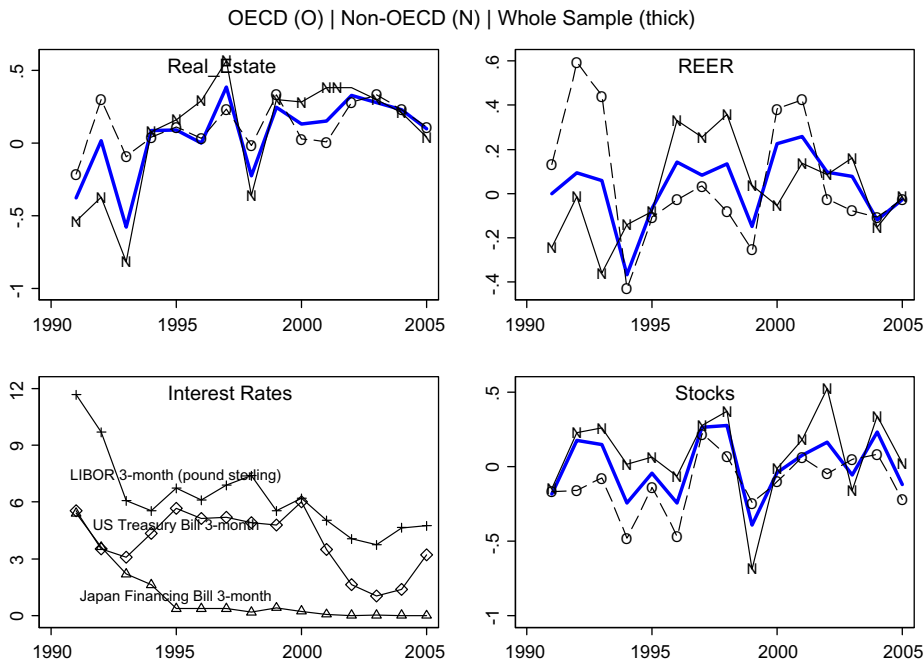 OECD (O) | Non-OECD (N) | Whole Sample (thick)
Real_Estate
.5
0
-.5
-1
O O O O O O O O O O O O O O O
N N N N N N N N N N N N N N N
1990 1995 2000 2005
REER
.6
.4
.2
0
-.2
-.4
O O O O O O O O O O O O O O O
N N N N N N N N N N N N N N N
1990 1995 2000 2005
Interest Rates
12
9
6
3
0
LIBOR 3-month (pound sterling)
US Treasury Bill 3-month
Japan Financing Bill 3-month
1990 1995 2000 2005
Stocks
.5
0
-.5
-1
O O O O O O O O O O O O O O O
N N N N N N N N N N N N N N N
1990 1995 2000 2005